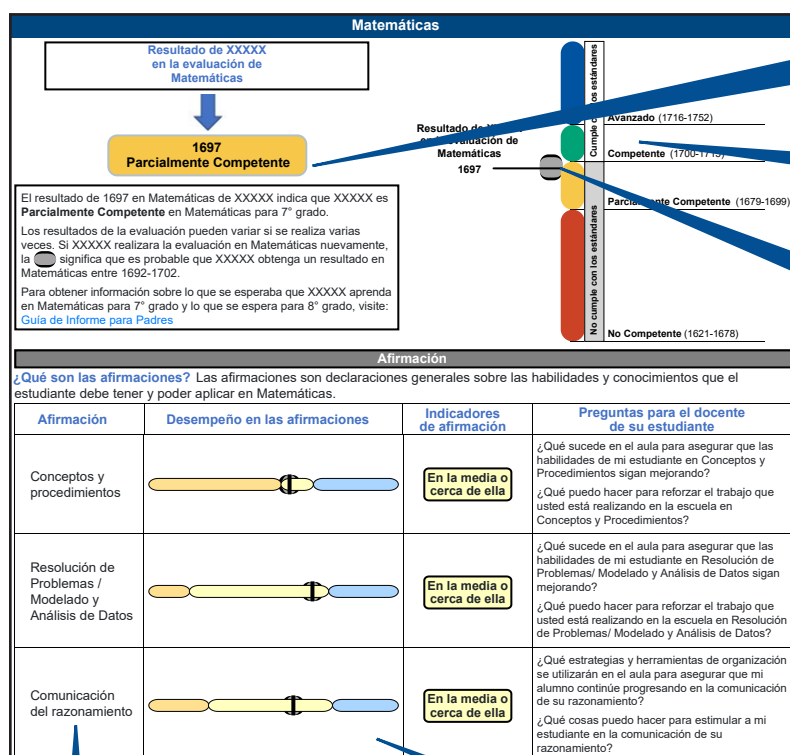 Matemáticas
Resultado de XXXXX
en la evaluación de
Matemáticas
1697
Parcialmente Competente
El resultado de 1697 en Matemáticas de XXXXX indica que XXXXX es
Parcialmente Competente en Matemáticas para 7° grado.
Los resultados de la evaluación pueden variar si se realiza varias
veces. Si XXXXX realizara la evaluación en Matemáticas nuevamente,
la significa que es probable que XXXXX obtenga un resultado en
Matemáticas entre 1692-1702.
Para obtener información sobre lo que se esperaba que XXXXX aprenda
en Matemáticas para 7° grado y lo que se espera para 8° grado, visite:
Guía de Informe para Padres
Resultado de
evaluación de
Matemáticas
1697
Cumple los estándares
No cumple con los estándares
Avanzado (1716-1752)
Competente (1700-1715)
Parcialmente Competente (1679-1699)
No Competente (1621-1678)
Afirmación
¿Qué son las afirmaciones? Las afirmaciones son declaraciones generales sobre las habilidades y conocimientos que el
estudiante debe tener y poder aplicar en Matemáticas.
Afirmación
Desempeño en las afirmaciones
Indicadores
de afirmación
Preguntas para el docente
de su estudiante
Conceptos y
procedimientos
En la media o
cerca de ella
¿Qué sucede en el aula para asegurar que las
habilidades de mi estudiante en Conceptos y
Procedimientos sigan mejorando?
¿Qué puedo hacer para reforzar el trabajo que
usted está realizando en la escuela en
Conceptos y Procedimientos?
Resolución de
Problemas /
Modelado y
Análisis de Datos
En la media o
cerca de ella
¿Qué sucede en el aula para asegurar que las
habilidades de mi estudiante en Resolución de
Problemas/ Modelado y Análisis de Datos sigan
mejorando?
¿Qué puedo hacer para reforzar el trabajo que
usted está realizando en la escuela en Resolución
de Problemas/ Modelado y Análisis de Datos?
Comunicación
del razonamiento
En la media o
cerca de ella
¿Qué estrategias y herramientas de organización
se utilizarán en el aula para asegurar que mi
alumno continúe progresando en la comunicación
de su razonamiento?
¿Qué cosas puedo hacer para estimular a mi
estudiante en la comunicación de su
razonamiento?